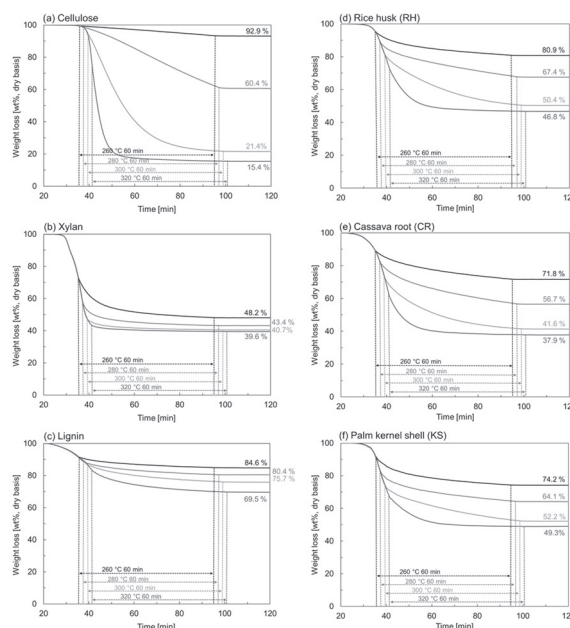 (a) Cellulose
Weight loss [wt%, dry basis]
100
80
60
40
20
0
92.9 %
60.4 %
21.4%
15.4 %
260 °C 60 min
280 °C 60 min
300 °C 60 min
320 °C 60 min
20 40 60 80 100 120
Time [min]
(b) Xylan
Weight loss [wt%, dry basis]
100
80
60
40
20
0
48.2 %
43.4 %
40.7%
39.6 %
260 °C 60 min
280 °C 60 min
300 °C 60 min
320 °C 60 min
20 40 60 80 100 120
Time [min]
(c) Lignin
Weight loss [wt%, dry basis]
100
80
60
40
20
0
84.6 %
80.4 %
75.7 %
69.5 %
260 °C 60 min
280 °C 60 min
300 °C 60 min
320 °C 60 min
20 40 60 80 100 120
Time [min]
(d) Rice husk (RH)
Weight loss [wt%, dry basis]
100
80
60
40
20
0
80.9 %
67.4 %
50.4 %
46.8 %
260 °C 60 min
280 °C 60 min
300 °C 60 min
320 °C 60 min
20 40 60 80 100 120
Time [min]
(e) Cassava root (CR)
Weight loss [wt%, dry basis]
100
80
60
40
20
0
71.8 %
56.7 %
41.6 %
37.9 %
260 °C 60 min
280 °C 60 min
300 °C 60 min
320 °C 60 min
20 40 60 80 100 120
Time [min]
(f) Palm kernel shell (KS)
Weight loss [wt%, dry basis]
100
80
60
40
20
0
74.2 %
64.1 %
52.2 %
49.3%
260 °C 60 min
280 °C 60 min
300 °C 60 min
320 °C 60 min
20 40 60 80 100 120
Time [min]